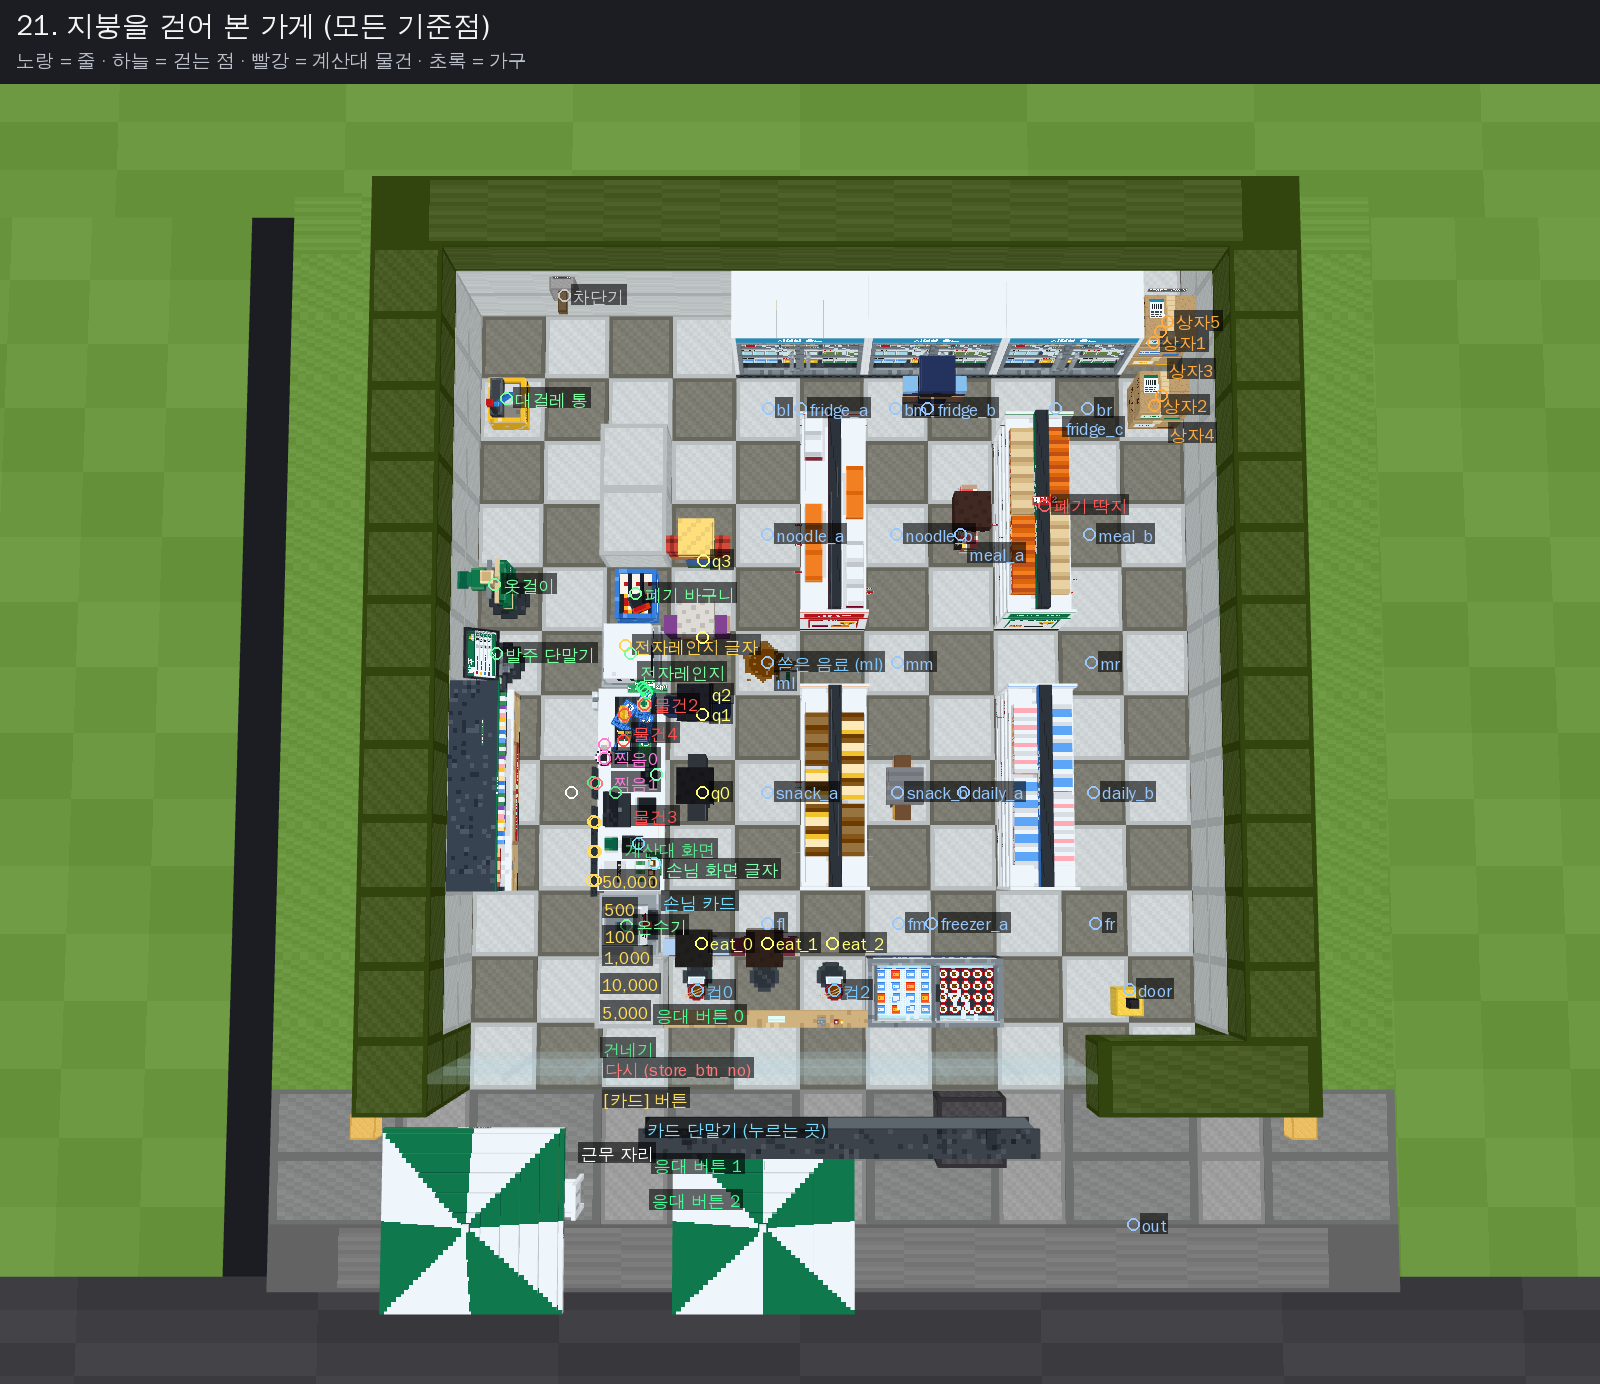 21. 지붕을 걷어 본 가게 (모든 기준점)
노랑 = 줄 · 하늘 = 걷는 점 · 빨강 = 계산대 물건 · 초록 = 가구
차단기
상자5
상자1
상자3
상자2
상자4
대걸레 통
bl
fridge_a
bm
fridge_b
br
fridge_c
폐기 딱지
noodle_a
noodle_b
meal_a
meal_b
q3
옷걸이
폐기 바구니
발주 단말기
전자레인지 글자
전자레인지
쏟은 음료 (ml)
ml
mm
mr
q2
물건2
q1
물건4
찍음0
찍음1
q0
snack_a
snack_b
daily_a
daily_b
물건3
계산대 화면
손님 화면 글자
50,000
손님 카드
500
온수기
100
1,000
fl
fm
freezer_a
fr
eat_0
eat_1
eat_2
10,000
컵0
컵2
door
5,000
응대 버튼 0
건네기
다시 (store_btn_no)
[카드] 버튼
카드 단말기 (누르는 곳)
근무 자리
응대 버튼 1
응대 버튼 2
out